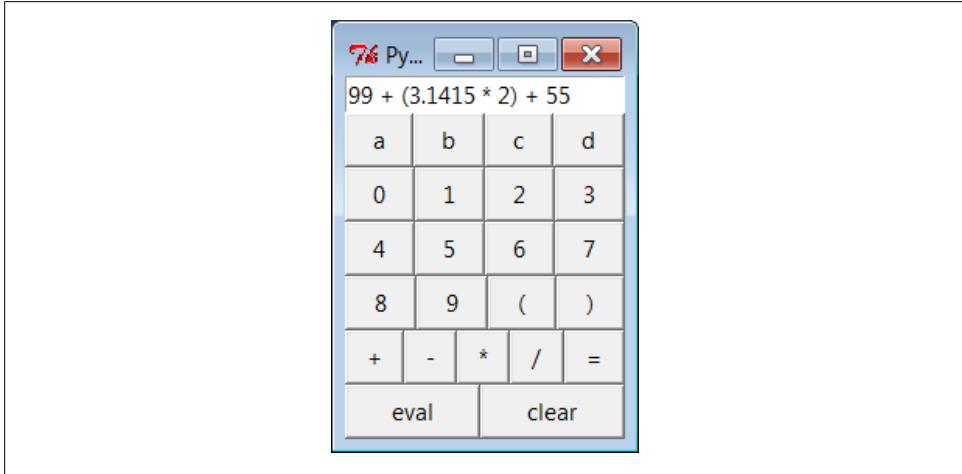 Py...
99 + (3.1415 * 2) + 55
a b c d
0 1 2 3
4 5 6 7
8 9 ( )
+ - * / =
eval clear